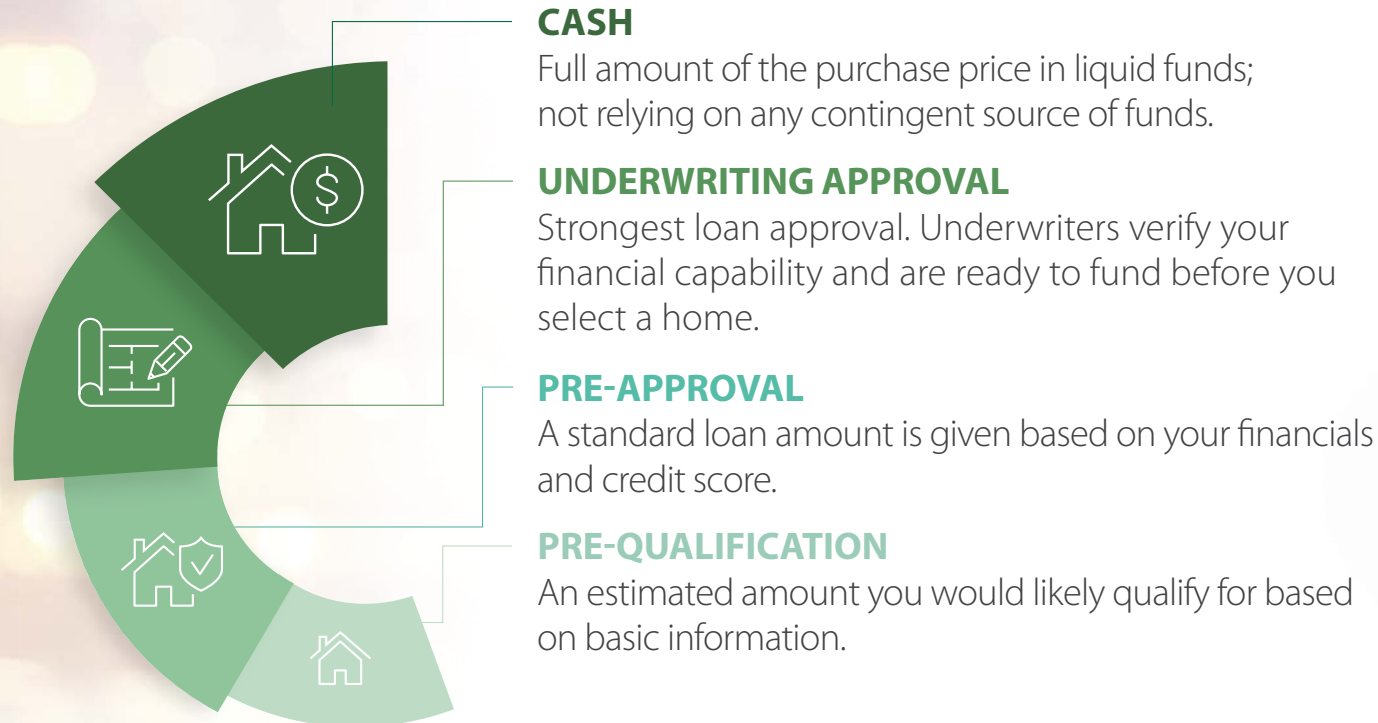 CASH
Full amount of the purchase price in liquid funds;
not relying on any contingent source of funds.
UNDERWRITING APPROVAL
Strongest loan approval. Underwriters verify your
financial capability and are ready to fund before you
select a home.
PRE-APPROVAL
A standard loan amount is given based on your financials
and credit score.
PRE-QUALIFICATION
An estimated amount you would likely qualify for based
on basic information.
$